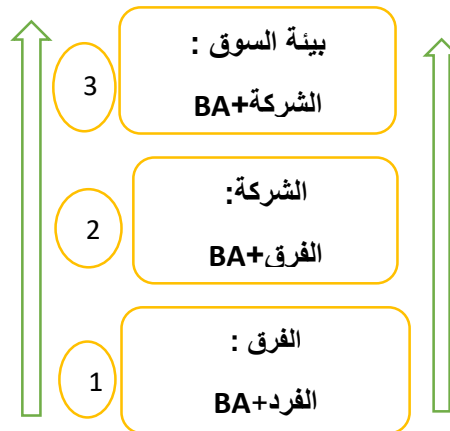 بيئة السوق :
3
الشركة+BA
الشركة:
2
الفرق+BA
الفرق :
1
الفرد+BA